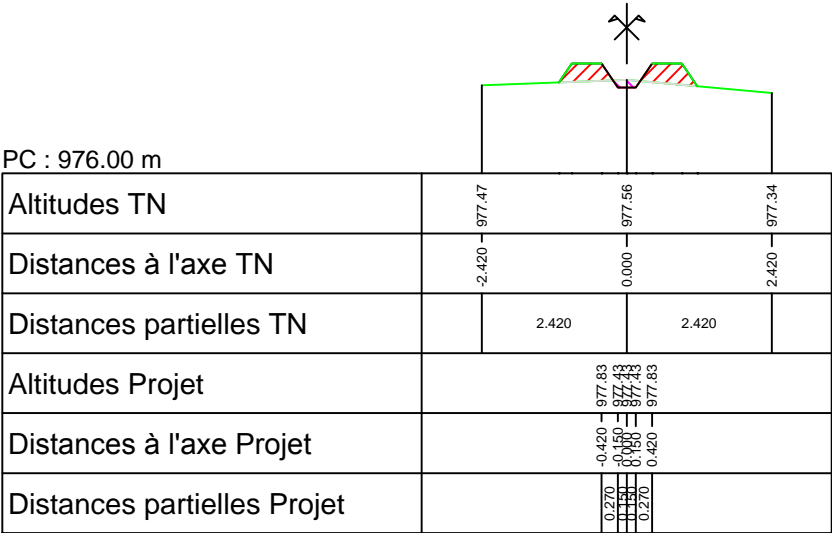 PC : 976.00 m
Altitudes TN 977.47 977.56 977.34
Distances à l'axe TN -2.420 0.000 2.420
Distances partielles TN 2.420 2.420
Altitudes Projet 977.83 977.43 977.43 977.43 977.83
Distances à l'axe Projet -0.420 -0.150 0.000 0.150 0.420
Distances partielles Projet 0.270 0.150 0.150 0.270